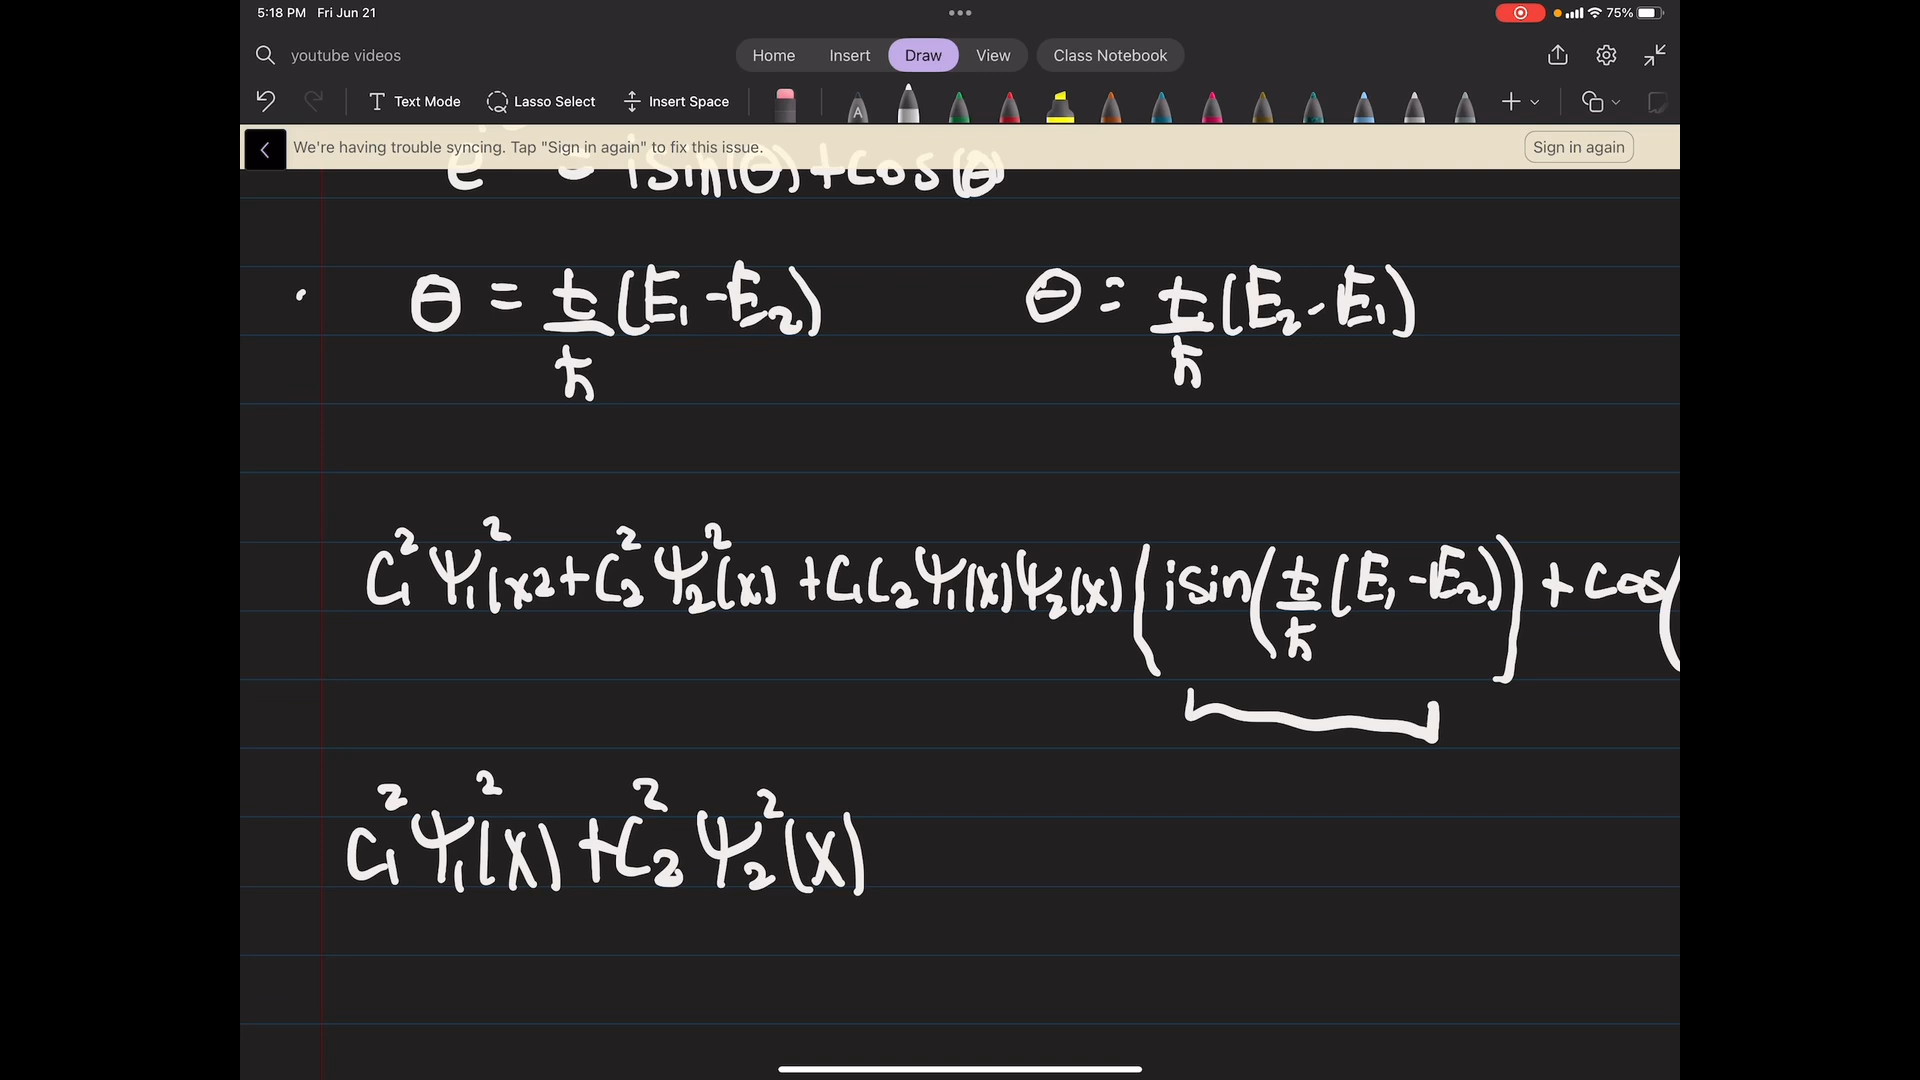 5:18 PM Fri Jun 21
75%
youtube videos
Home Insert Draw View Class Notebook
Text Mode Lasso Select Insert Space
We're having trouble syncing. Tap "Sign in again" to fix this issue. Sign in again
e = isin(θ)+cos(θ
θ = t/ħ (E₁-E₂) θ = t/ħ (E₂-E₁)
C₁²Ψ₁²(x2+C₂²Ψ₂²(x) +C₁C₂Ψ₁(x)Ψ₂(x)(isin(t/ħ(E₁-E₂)) + cos(
C₁²Ψ₁²(x) +C₂²Ψ₂²(x)